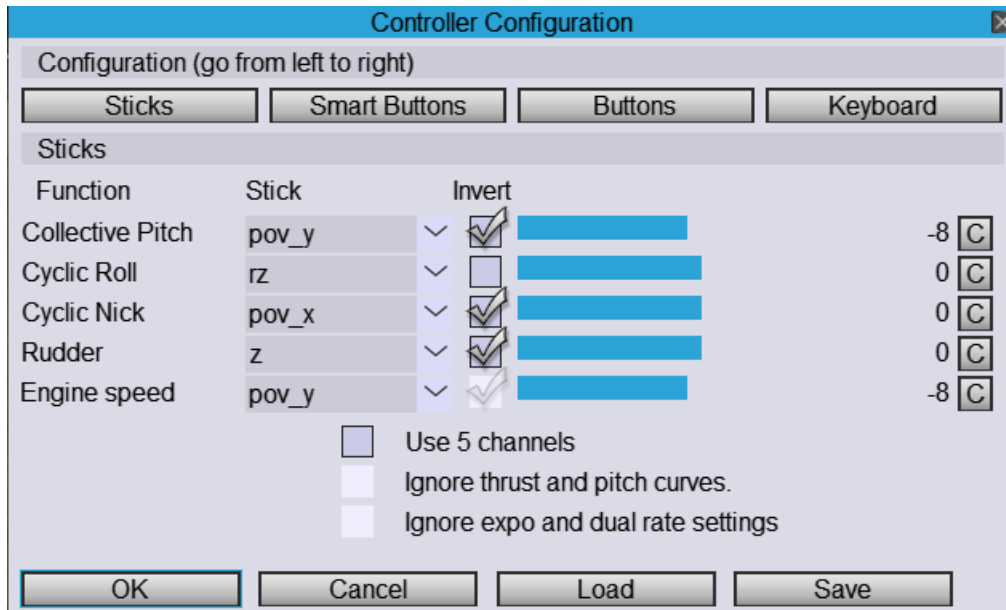 Controller Configuration
Configuration (go from left to right)
Sticks Smart Buttons Buttons Keyboard
Sticks
Function Stick Invert
Collective Pitch pov_y -8 C
Cyclic Roll rz 0 C
Cyclic Nick pov_x 0 C
Rudder z 0 C
Engine speed pov_y -8 C
Use 5 channels
Ignore thrust and pitch curves.
Ignore expo and dual rate settings
OK Cancel Load Save